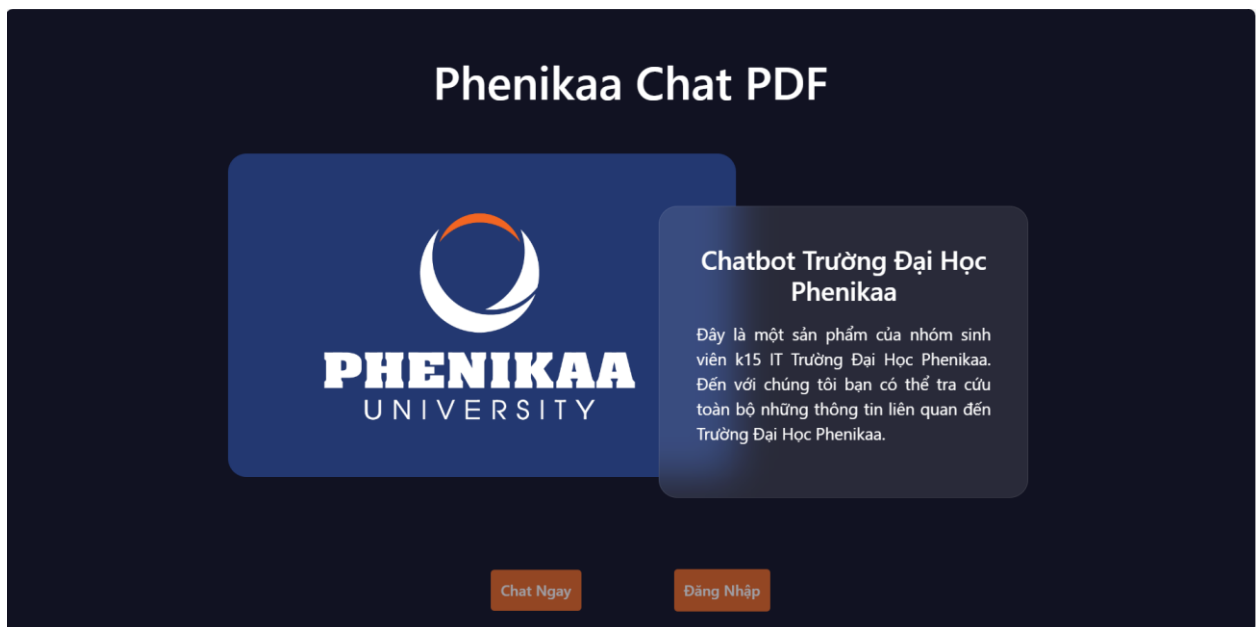 Phenikaa Chat PDF
PHENIKAA
UNIVERSITY
Chatbot Trường Đại Học
Phenikaa
Đây là một sản phẩm của nhóm sinh
viên k15 IT Trường Đại Học Phenikaa.
Đến với chúng tôi bạn có thể tra cứu
toàn bộ những thông tin liên quan đến
Trường Đại Học Phenikaa.
Chat Ngay
Đăng Nhập